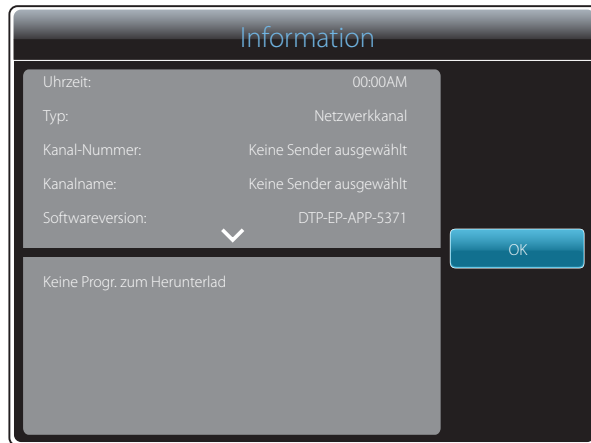 Information
Uhrzeit: 00:00AM
Typ: Netzwerkkanal
Kanal-Nummer: Keine Sender ausgewählt
Kanalname: Keine Sender ausgewählt
Softwareversion: DTP-EP-APP-5371
OK
Keine Progr. zum Herunterlad